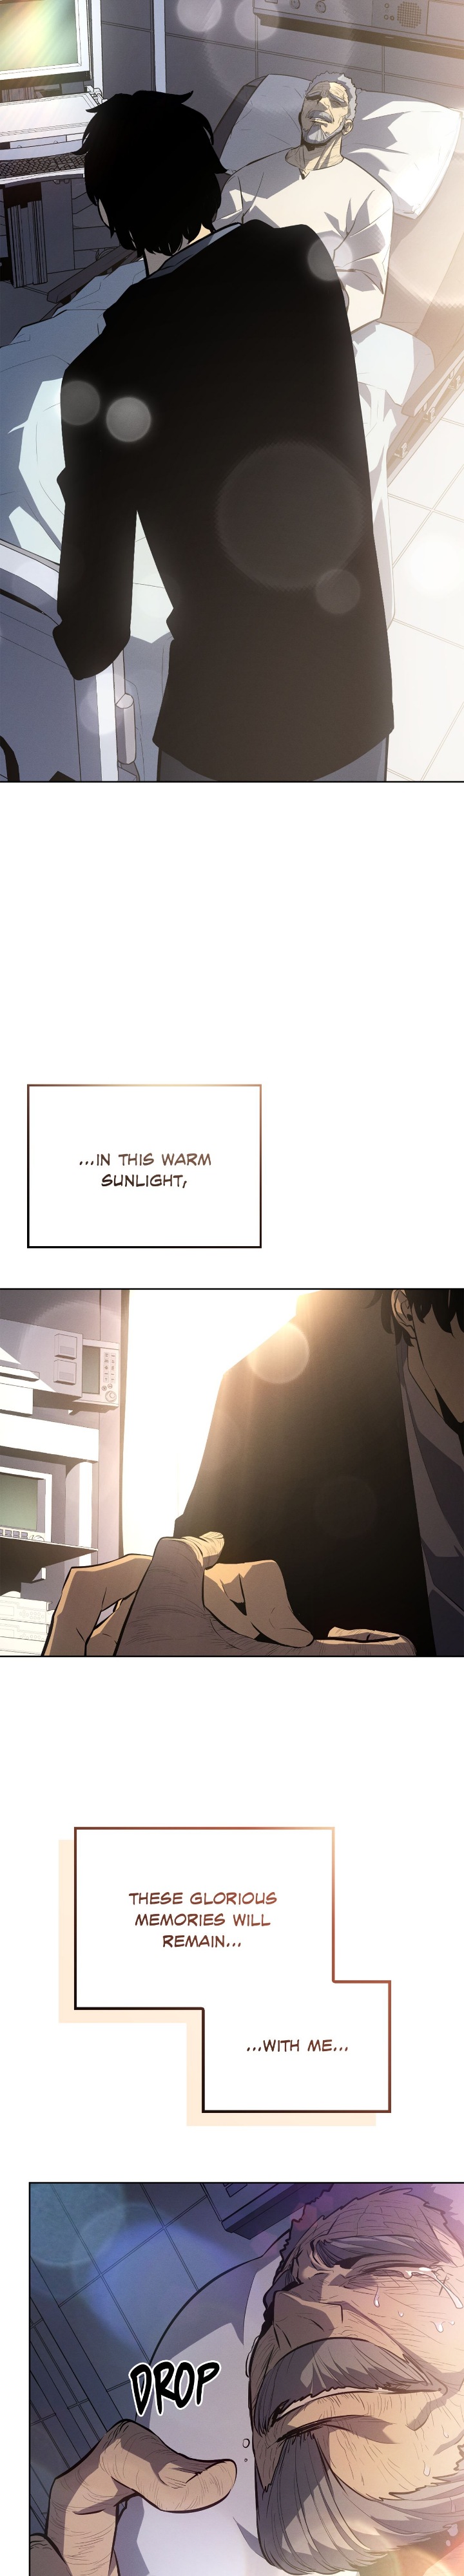 ...IN THIS WARM
SUNLIGHT,
THESE GLORIOUS
MEMORIES WILL
REMAIN...
...WITH ME...
DROP